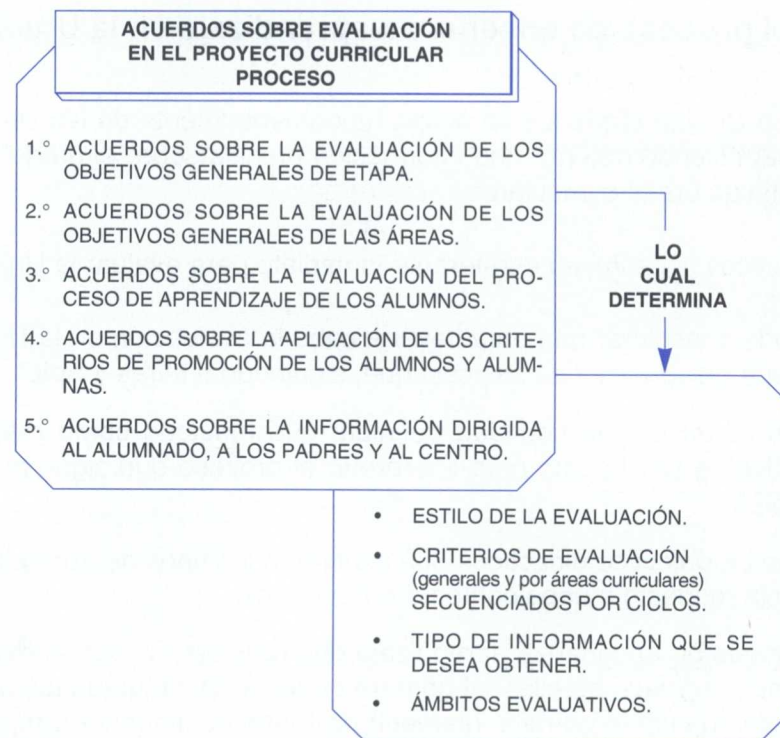 ACUERDOS SOBRE EVALUACIÓN
EN EL PROYECTO CURRICULAR
PROCESO
1.º ACUERDOS SOBRE LA EVALUACIÓN DE LOS
OBJETIVOS GENERALES DE ETAPA.
2.º ACUERDOS SOBRE LA EVALUACIÓN DE LOS
OBJETIVOS GENERALES DE LAS ÁREAS.
3.º ACUERDOS SOBRE LA EVALUACIÓN DEL PRO-
CESO DE APRENDIZAJE DE LOS ALUMNOS.
4.º ACUERDOS SOBRE LA APLICACIÓN DE LOS CRITE-
RIOS DE PROMOCIÓN DE LOS ALUMNOS Y ALUM-
NAS.
5.º ACUERDOS SOBRE LA INFORMACIÓN DIRIGIDA
AL ALUMNADO, A LOS PADRES Y AL CENTRO.
LO
CUAL
DETERMINA
• ESTILO DE LA EVALUACIÓN.
• CRITERIOS DE EVALUACIÓN
(generales y por áreas curriculares)
SECUENCIADOS POR CICLOS.
• TIPO DE INFORMACIÓN QUE SE
DESEA OBTENER.
• ÁMBITOS EVALUATIVOS.